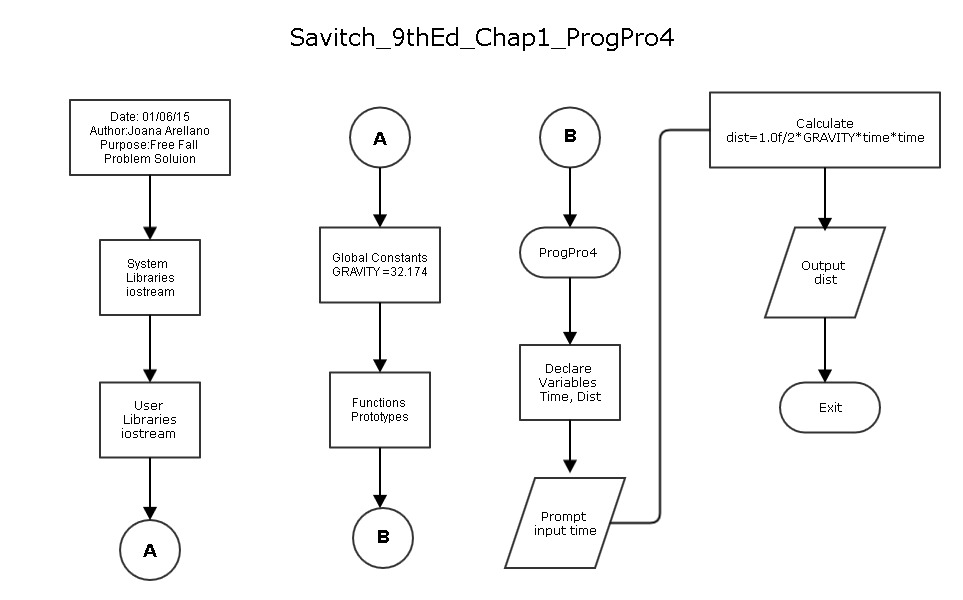 Savitch_9thEd_Chap1_ProgPro4
Date: 01/06/15
Author:Joana Arellano
Purpose:Free Fall
Problem Soluion
System
Libraries
iostream
User
Libraries
iostream
A
A
Global Constants
GRAVITY=32.174
Functions
Prototypes
B
B
ProgPro4
Declare
Variables
Time, Dist
Prompt
input time
Calculate
dist=1.0f/2*GRAVITY*time*time
Output
dist
Exit